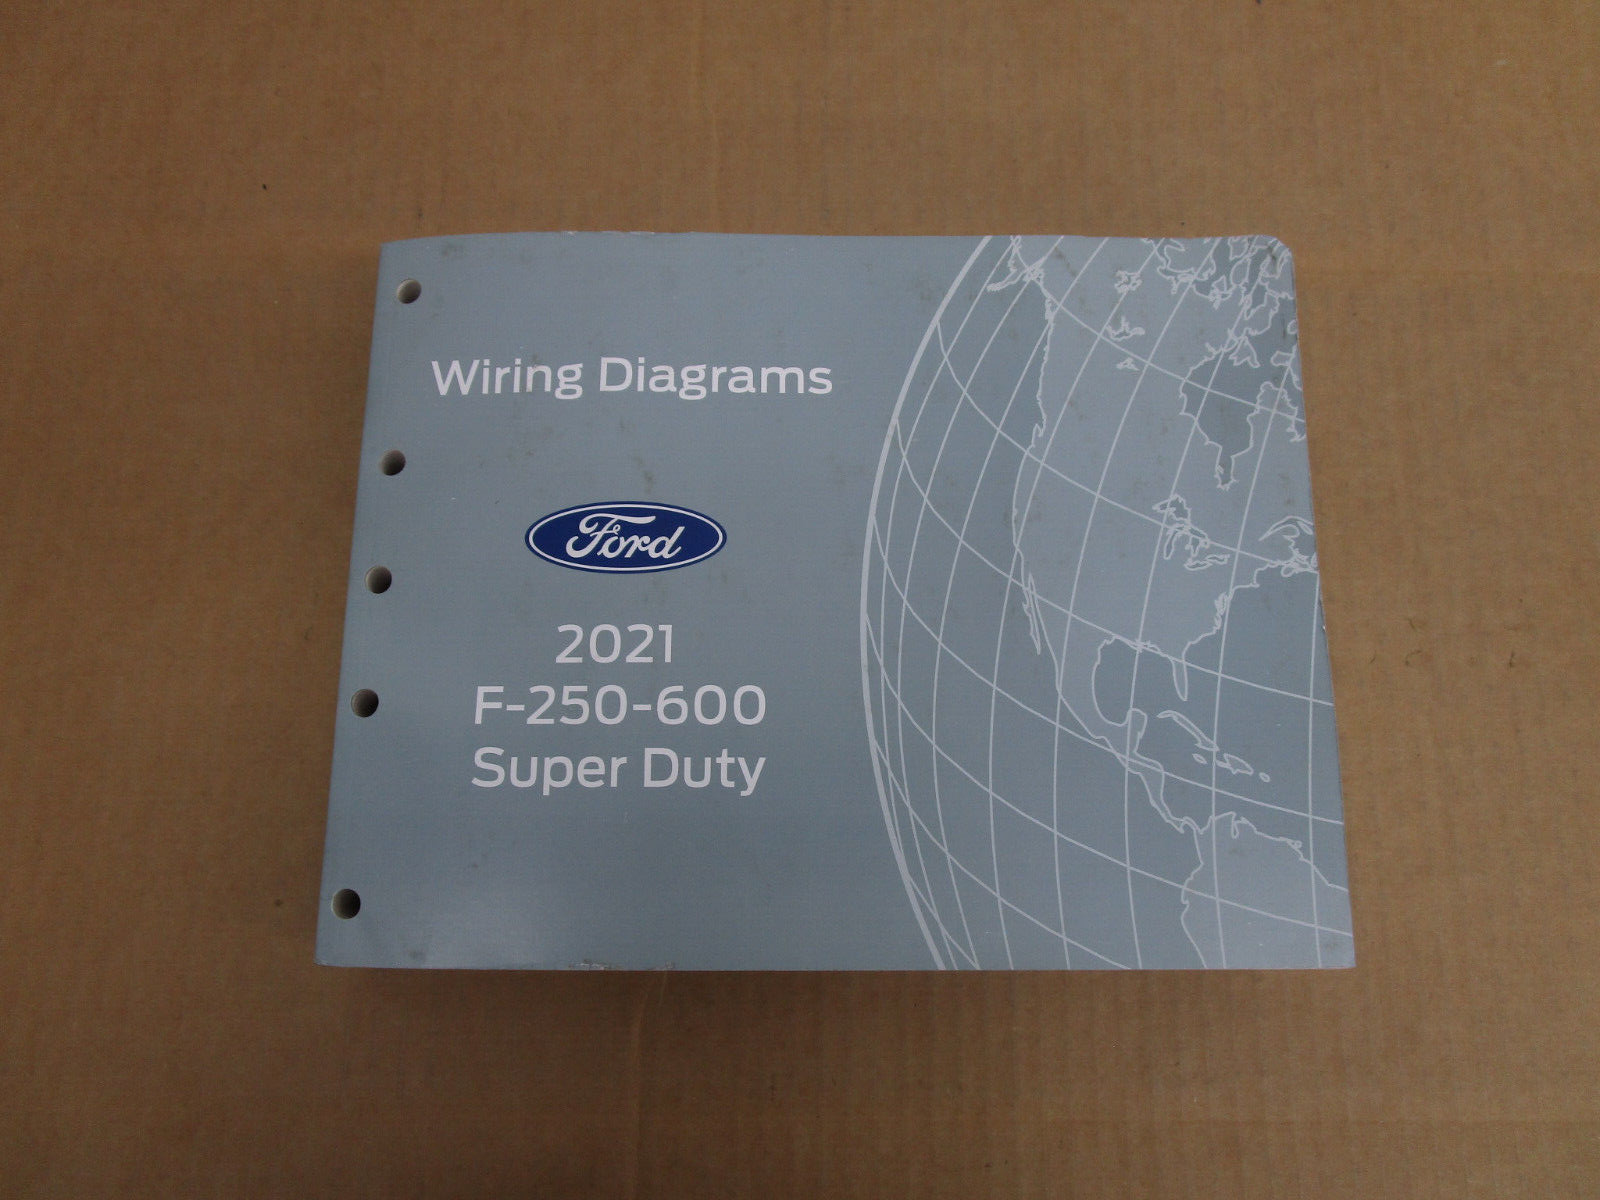 Wiring Diagrams
Ford
2021
F-250-600
Super Duty